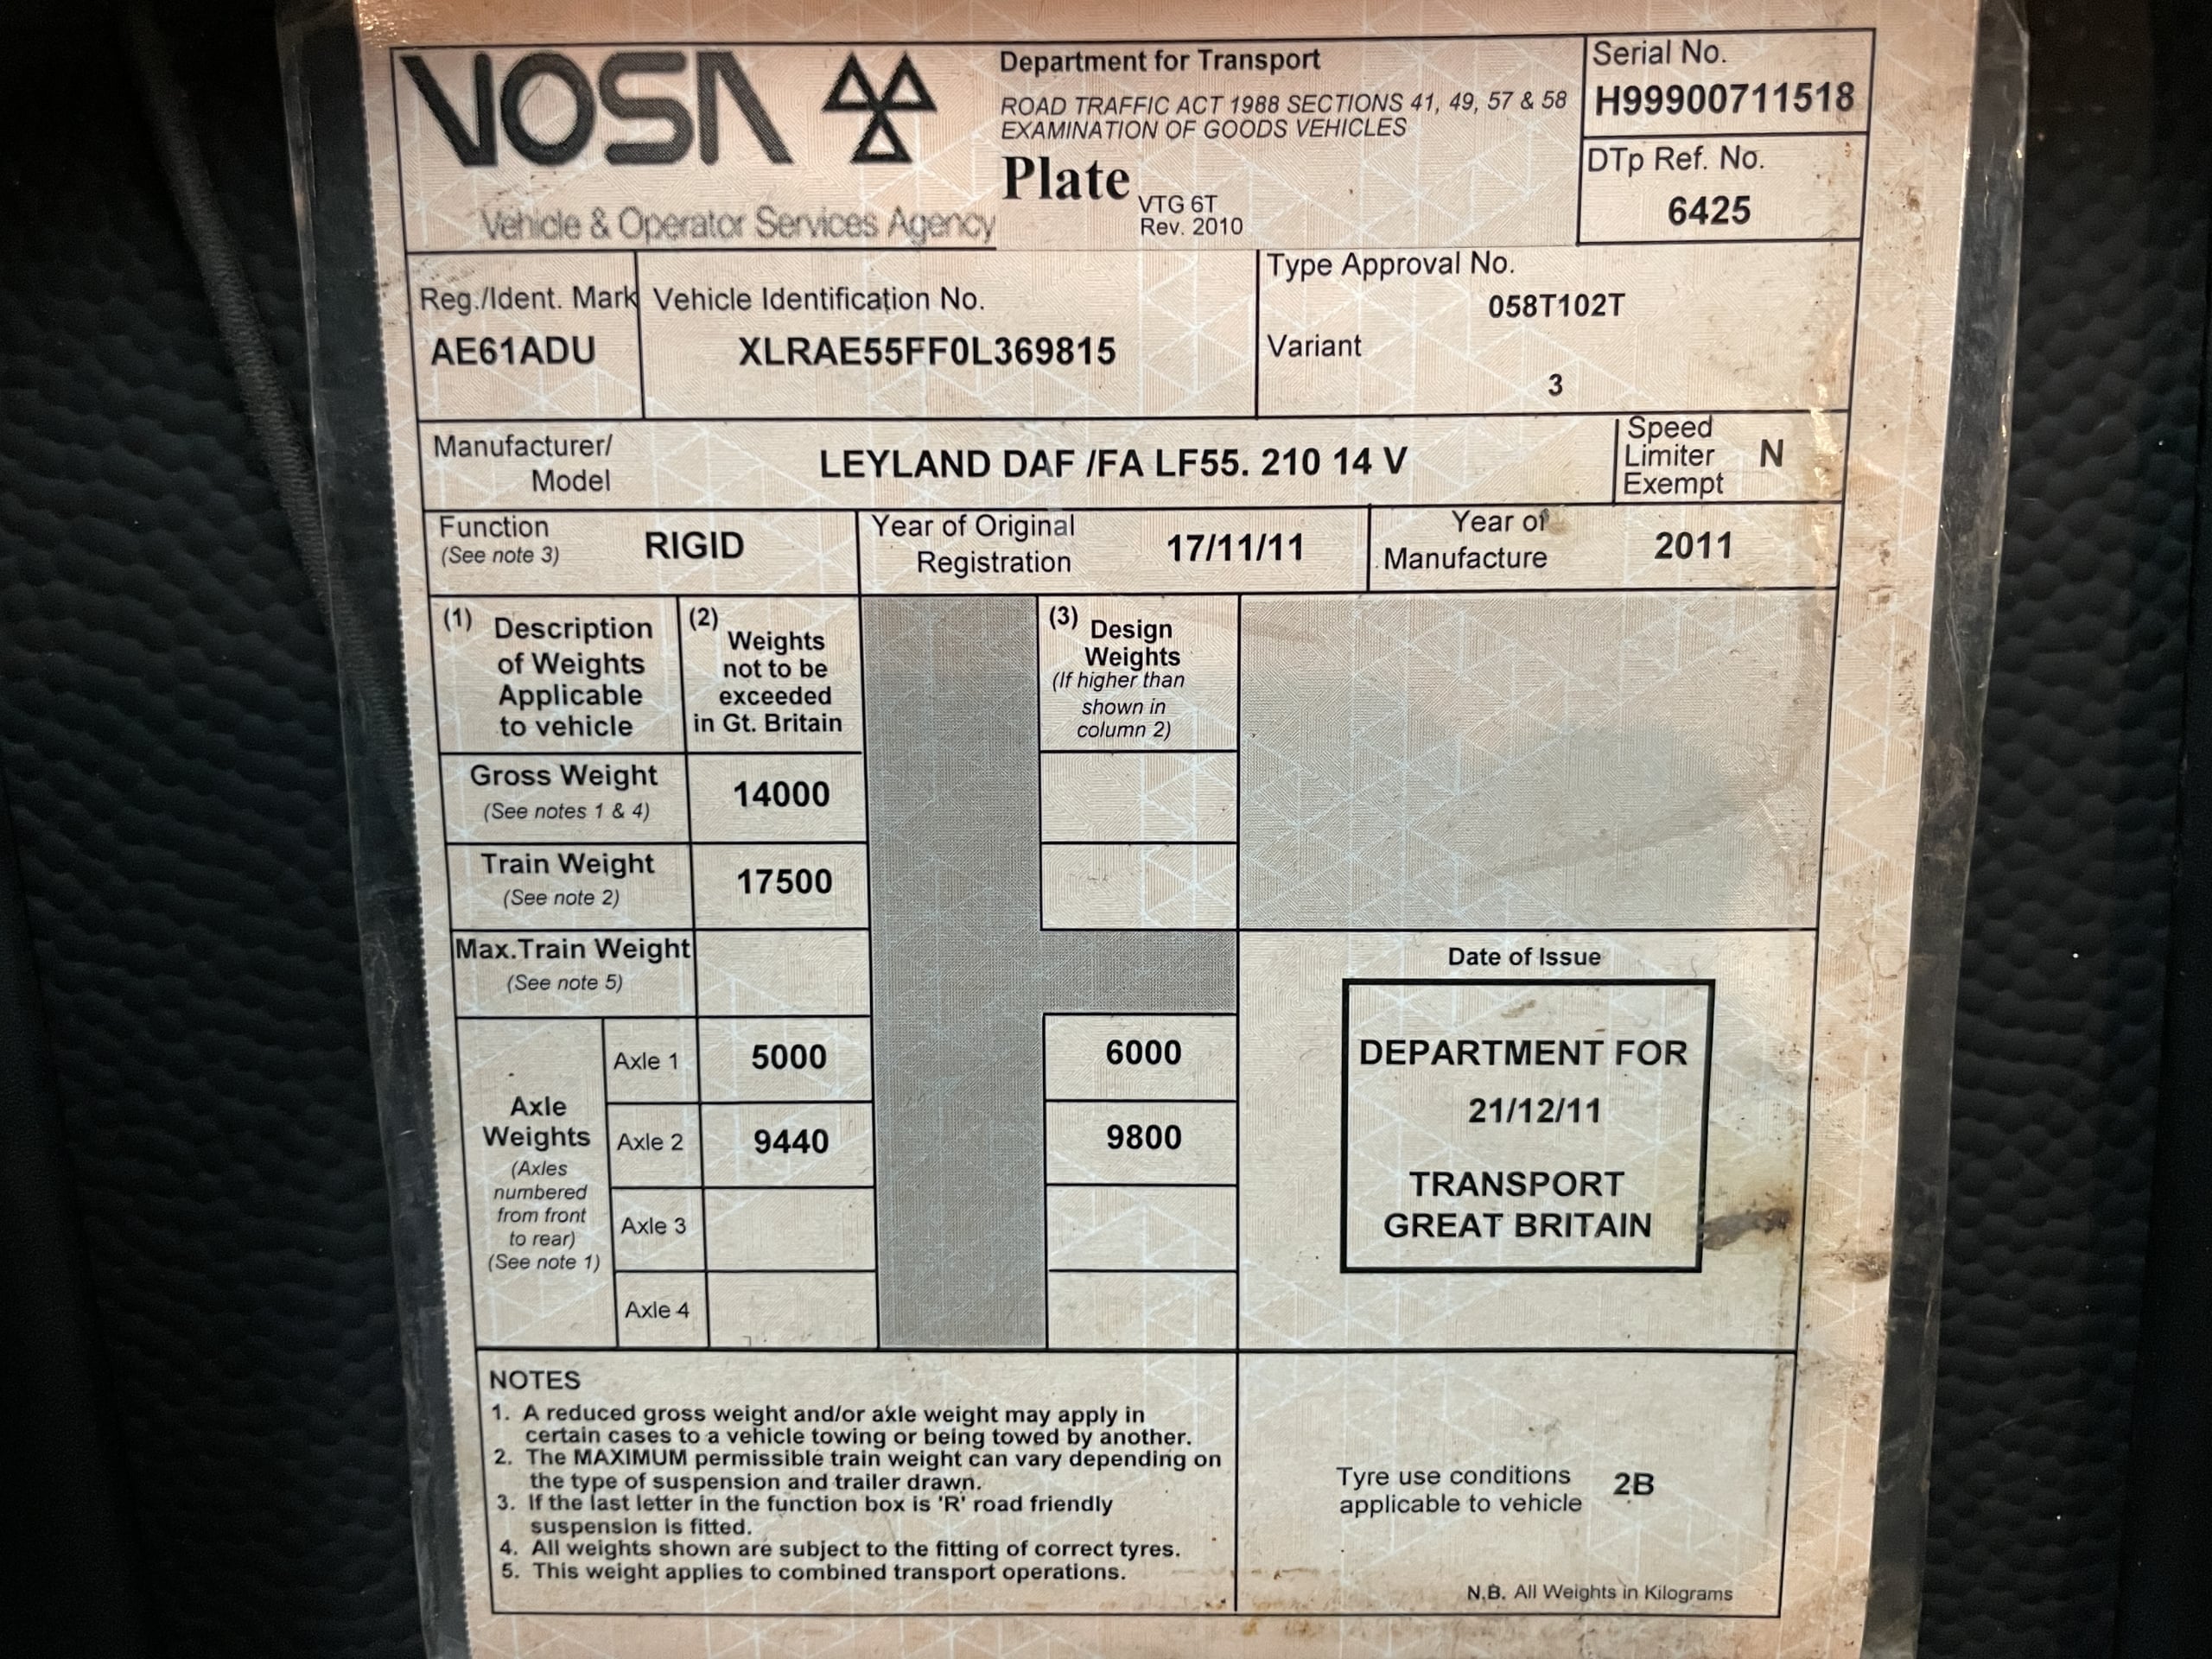 VOSA
Vehicle & Operator Services Agency
Department for Transport
ROAD TRAFFIC ACT 1988 SECTIONS 41, 49, 57 & 58
EXAMINATION OF GOODS VEHICLES
Plate VTG 6T
Rev. 2010
Serial No.
H99900711518
DTp Ref. No.
6425
Reg./Ident. Mark
AE61ADU
Vehicle Identification No.
XLRAE55FF0L369815
Type Approval No.
058T102T
Variant
3
Manufacturer/
Model
LEYLAND DAF /FA LF55. 210 14 V
Speed
Limiter
Exempt
N
Function
(See note 3)
RIGID
Year of Original
Registration
17/11/11
Year of
Manufacture
2011
(1) Description
of Weights
Applicable
to vehicle
(2) Weights
not to be
exceeded
in Gt. Britain
(3) Design
Weights
(If higher than
shown in
column 2)
Gross Weight
(See notes 1 & 4)
14000
Train Weight
(See note 2)
17500
Max.Train Weight
(See note 5)
Axle
Weights
(Axles
numbered
from front
to rear)
(See note 1)
Axle 1 5000 6000
Axle 2 9440 9800
Axle 3
Axle 4
Date of Issue
DEPARTMENT FOR
21/12/11
TRANSPORT
GREAT BRITAIN
NOTES
1. A reduced gross weight and/or axle weight may apply in
certain cases to a vehicle towing or being towed by another.
2. The MAXIMUM permissible train weight can vary depending on
the type of suspension and trailer drawn.
3. If the last letter in the function box is 'R' road friendly
suspension is fitted.
4. All weights shown are subject to the fitting of correct tyres.
5. This weight applies to combined transport operations.
Tyre use conditions
applicable to vehicle
2B
N.B. All Weights in Kilograms